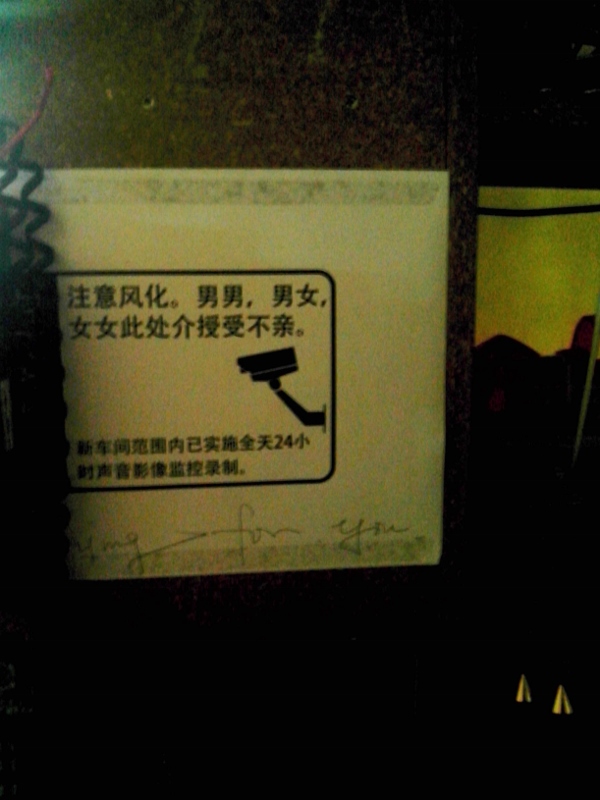 注意风化。男男，男女，
女女此处介授受不亲。
新车间范围内已实施全天24小
时声音影像监控录制。
for you